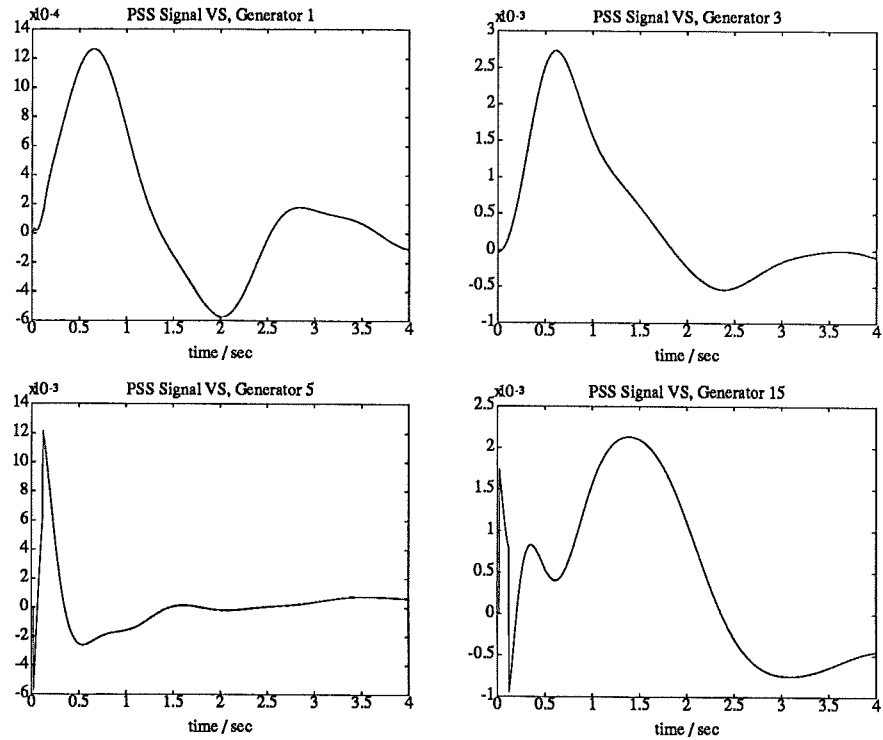 PSS Signal VS, Generator 1
x10-4
14
12
10
8
6
4
2
0
-2
-4
-6
0 0.5 1 1.5 2 2.5 3 3.5 4
time / sec
PSS Signal VS, Generator 3
x10-3
3
2.5
2
1.5
1
0.5
0
-0.5
-1
0 0.5 1 1.5 2 2.5 3 3.5 4
time / sec
PSS Signal VS, Generator 5
x10-3
14
12
10
8
6
4
2
0
-2
-4
-6
0 0.5 1 1.5 2 2.5 3 3.5 4
time / sec
PSS Signal VS, Generator 15
x10-3
2.5
2
1.5
1
0.5
0
-0.5
-1
0 0.5 1 1.5 2 2.5 3 3.5 4
time / sec